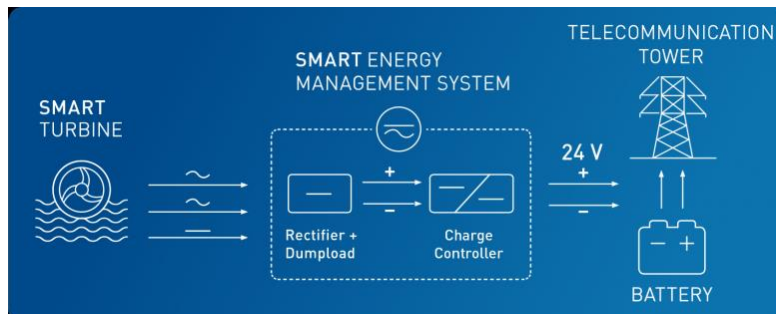 SMART
TURBINE
SMART ENERGY
MANAGEMENT SYSTEM
Rectifier +
Dumpload
+
−
Charge
Controller
24 V
+
−
TELECOMMUNICATION
TOWER
− +
BATTERY